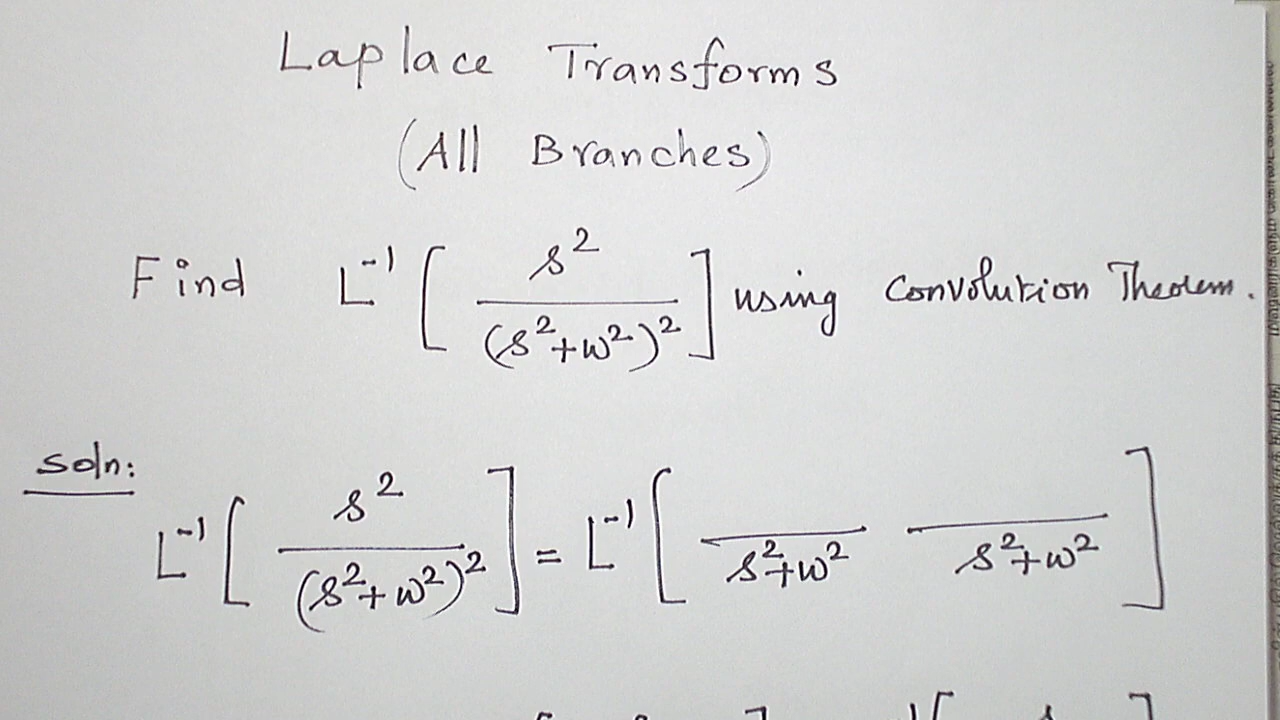 Laplace Transforms
(All Branches)
Find L⁻¹[ s² / (s²+w²)² ] using Convolution Theorem.
Soln:
L⁻¹[ s² / (s²+w²)² ] = L⁻¹[ — / s²+w² — / s²+w² ]